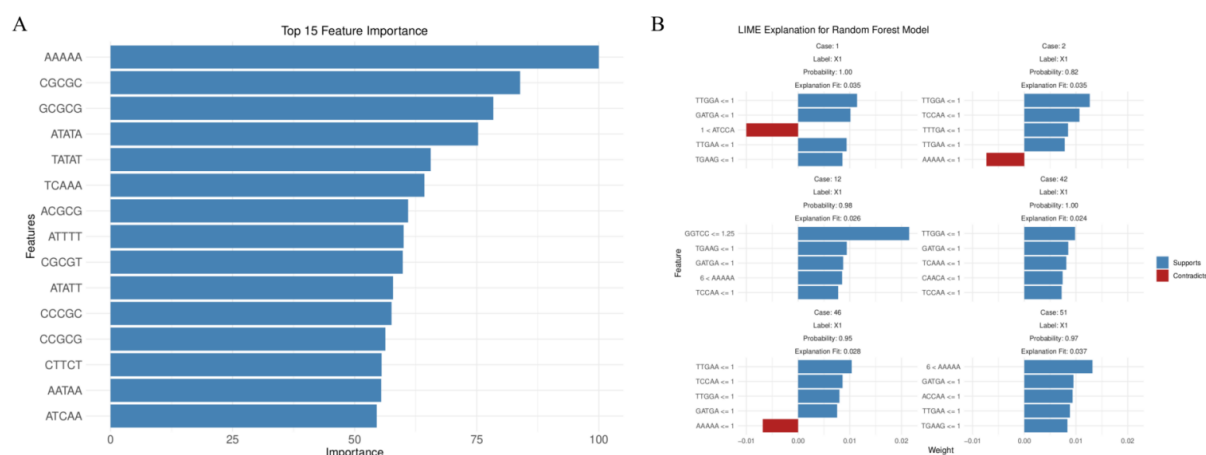 A
Top 15 Feature Importance
Features
AAAAA
CGCGC
GCGCG
ATATA
TATAT
TCAAA
ACGCG
ATTTT
CGCGT
ATATT
CCCGC
CCGCG
CTTCT
AATAA
ATCAA
0 25 50 75 100
Importance
B
LIME Explanation for Random Forest Model
Feature
Case: 1
Label: X1
Probability: 1.00
Explanation Fit: 0.035
TTGGA <= 1
GATGA <= 1
1 < ATCCA
TTGAA <= 1
TGAAG <= 1
Case: 2
Label: X1
Probability: 0.82
Explanation Fit: 0.035
TTGGA <= 1
TCCAA <= 1
TTTGA <= 1
TTGAA <= 1
AAAAA <= 1
Case: 12
Label: X1
Probability: 0.98
Explanation Fit: 0.026
GGTCC <= 1.25
TGAAG <= 1
GATGA <= 1
6 < AAAAA
TCCAA <= 1
Case: 42
Label: X1
Probability: 1.00
Explanation Fit: 0.024
TTGGA <= 1
GATGA <= 1
TCAAA <= 1
CAACA <= 1
TCCAA <= 1
Case: 46
Label: X1
Probability: 0.95
Explanation Fit: 0.028
TTGAA <= 1
TCCAA <= 1
TTGGA <= 1
GATGA <= 1
AAAAA <= 1
Case: 51
Label: X1
Probability: 0.97
Explanation Fit: 0.037
6 < AAAAA
GATGA <= 1
ACCAA <= 1
TTGAA <= 1
TGAAG <= 1
−0.01 0.00 0.01 0.02
−0.01 0.00 0.01 0.02
Weight
Supports
Contradicts